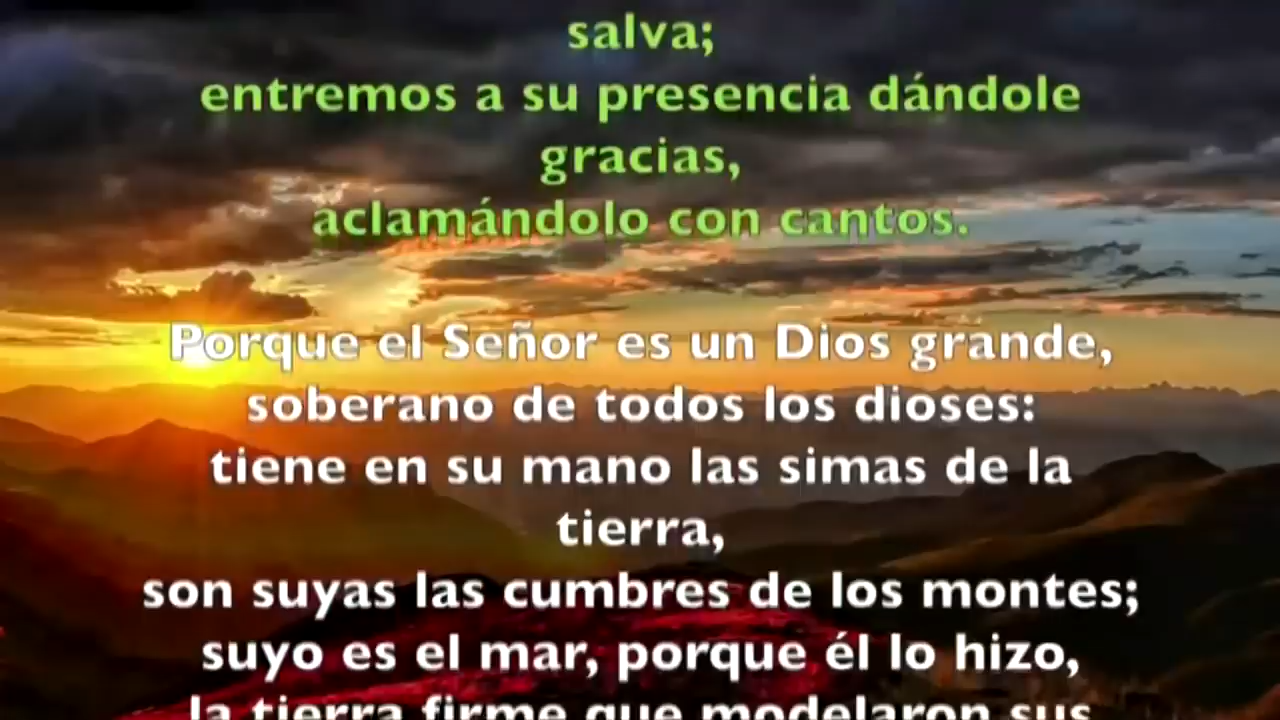 salva;
entremos a su presencia dándole
gracias,
aclamándolo con cantos.
Porque el Señor es un Dios grande,
soberano de todos los dioses:
tiene en su mano las simas de la
tierra,
son suyas las cumbres de los montes;
suyo es el mar, porque él lo hizo,
la tierra firme que modelaron sus